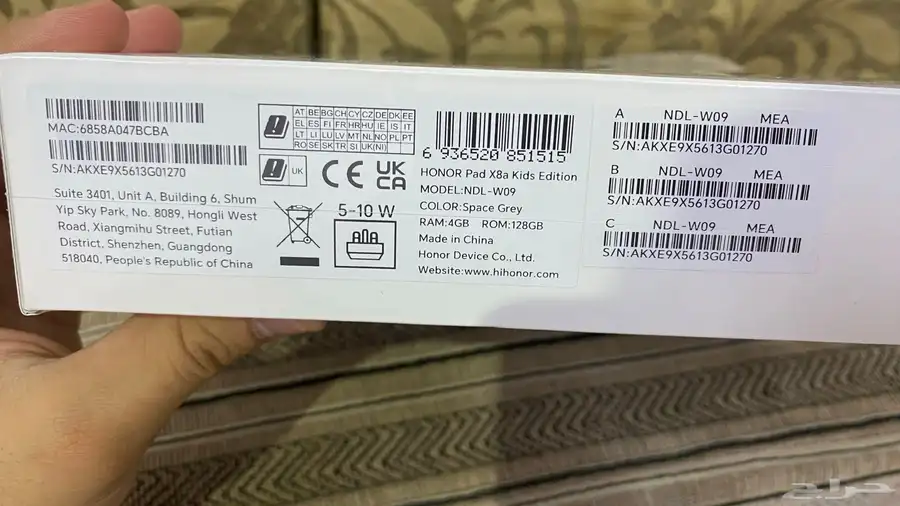 MAC:6858A047BCBA
S/N:AKXE9X5613G01270
Suite 3401, Unit A, Building 6, Shum
Yip Sky Park, No. 8089, Hongli West
Road, Xiangmihu Street, Futian
District, Shenzhen, Guangdong
518040, People's Republic of China
AT BE BG CH CY CZ DE DK EE
EL ES FI FR HR HU IE IS IT
LT LI LU LV MT NL NO PL PT
RO SE SK TR SI UK(NI)
UK
CE UK CA
5-10 W
6 936520 851515
HONOR Pad X8a Kids Edition
MODEL:NDL-W09
COLOR:Space Grey
RAM:4GB ROM:128GB
Made in China
Honor Device Co., Ltd.
Website:www.hihonor.com
A NDL-W09 MEA
S/N:AKXE9X5613G01270
B NDL-W09 MEA
S/N:AKXE9X5613G01270
C NDL-W09 MEA
S/N:AKXE9X5613G01270
حراج